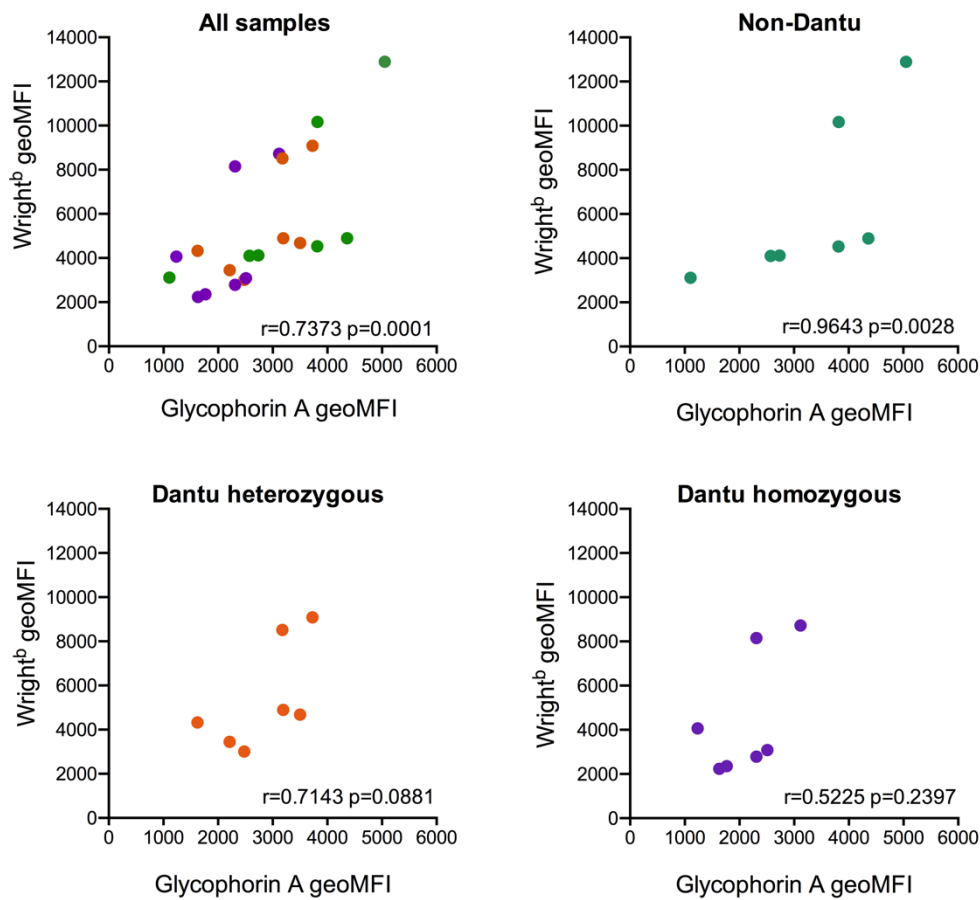 All samples
14000
12000
10000
8000
6000
4000
2000
0
Wrightᵇ geoMFI
r=0.7373 p=0.0001
0 1000 2000 3000 4000 5000 6000
Glycophorin A geoMFI
Non-Dantu
14000
12000
10000
8000
6000
4000
2000
0
Wrightᵇ geoMFI
r=0.9643 p=0.0028
0 1000 2000 3000 4000 5000 6000
Glycophorin A geoMFI
Dantu heterozygous
14000
12000
10000
8000
6000
4000
2000
0
Wrightᵇ geoMFI
r=0.7143 p=0.0881
0 1000 2000 3000 4000 5000 6000
Glycophorin A geoMFI
Dantu homozygous
14000
12000
10000
8000
6000
4000
2000
0
Wrightᵇ geoMFI
r=0.5225 p=0.2397
0 1000 2000 3000 4000 5000 6000
Glycophorin A geoMFI